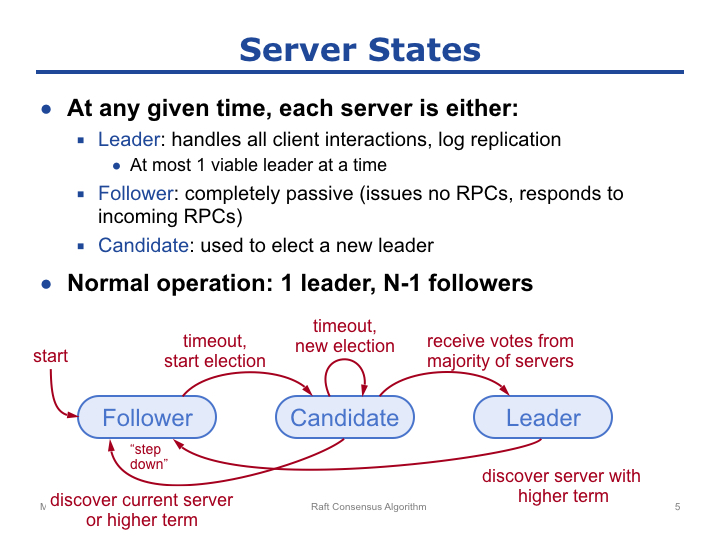 Server States
At any given time, each server is either:
Leader: handles all client interactions, log replication
At most 1 viable leader at a time
Follower: completely passive (issues no RPCs, responds to
incoming RPCs)
Candidate: used to elect a new leader
Normal operation: 1 leader, N-1 followers
start
timeout,
start election
timeout,
new election
receive votes from
majority of servers
Follower
Candidate
Leader
“step
down”
discover current server
or higher term
discover server with
higher term
Raft Consensus Algorithm
5